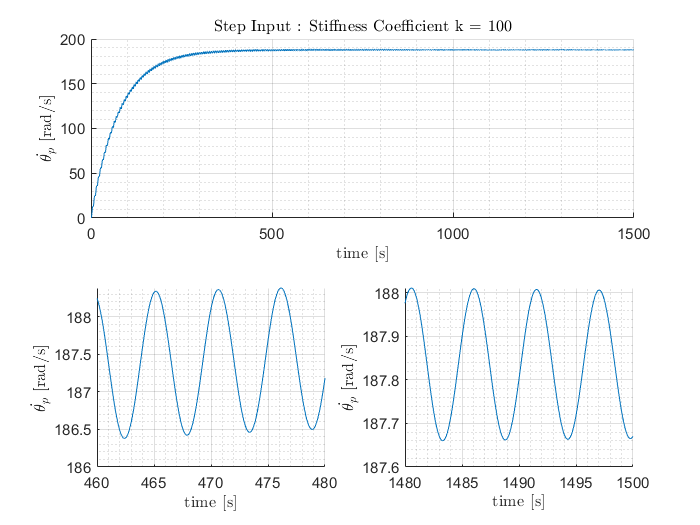 Step Input : Stiffness Coefficient k = 100
200
150
100
50
0
θ̇p [rad/s]
0 500 1000 1500
time [s]
188
187.5
187
186.5
186
θ̇p [rad/s]
460 465 470 475 480
time [s]
188
187.9
187.8
187.7
187.6
θ̇p [rad/s]
1480 1485 1490 1495 1500
time [s]